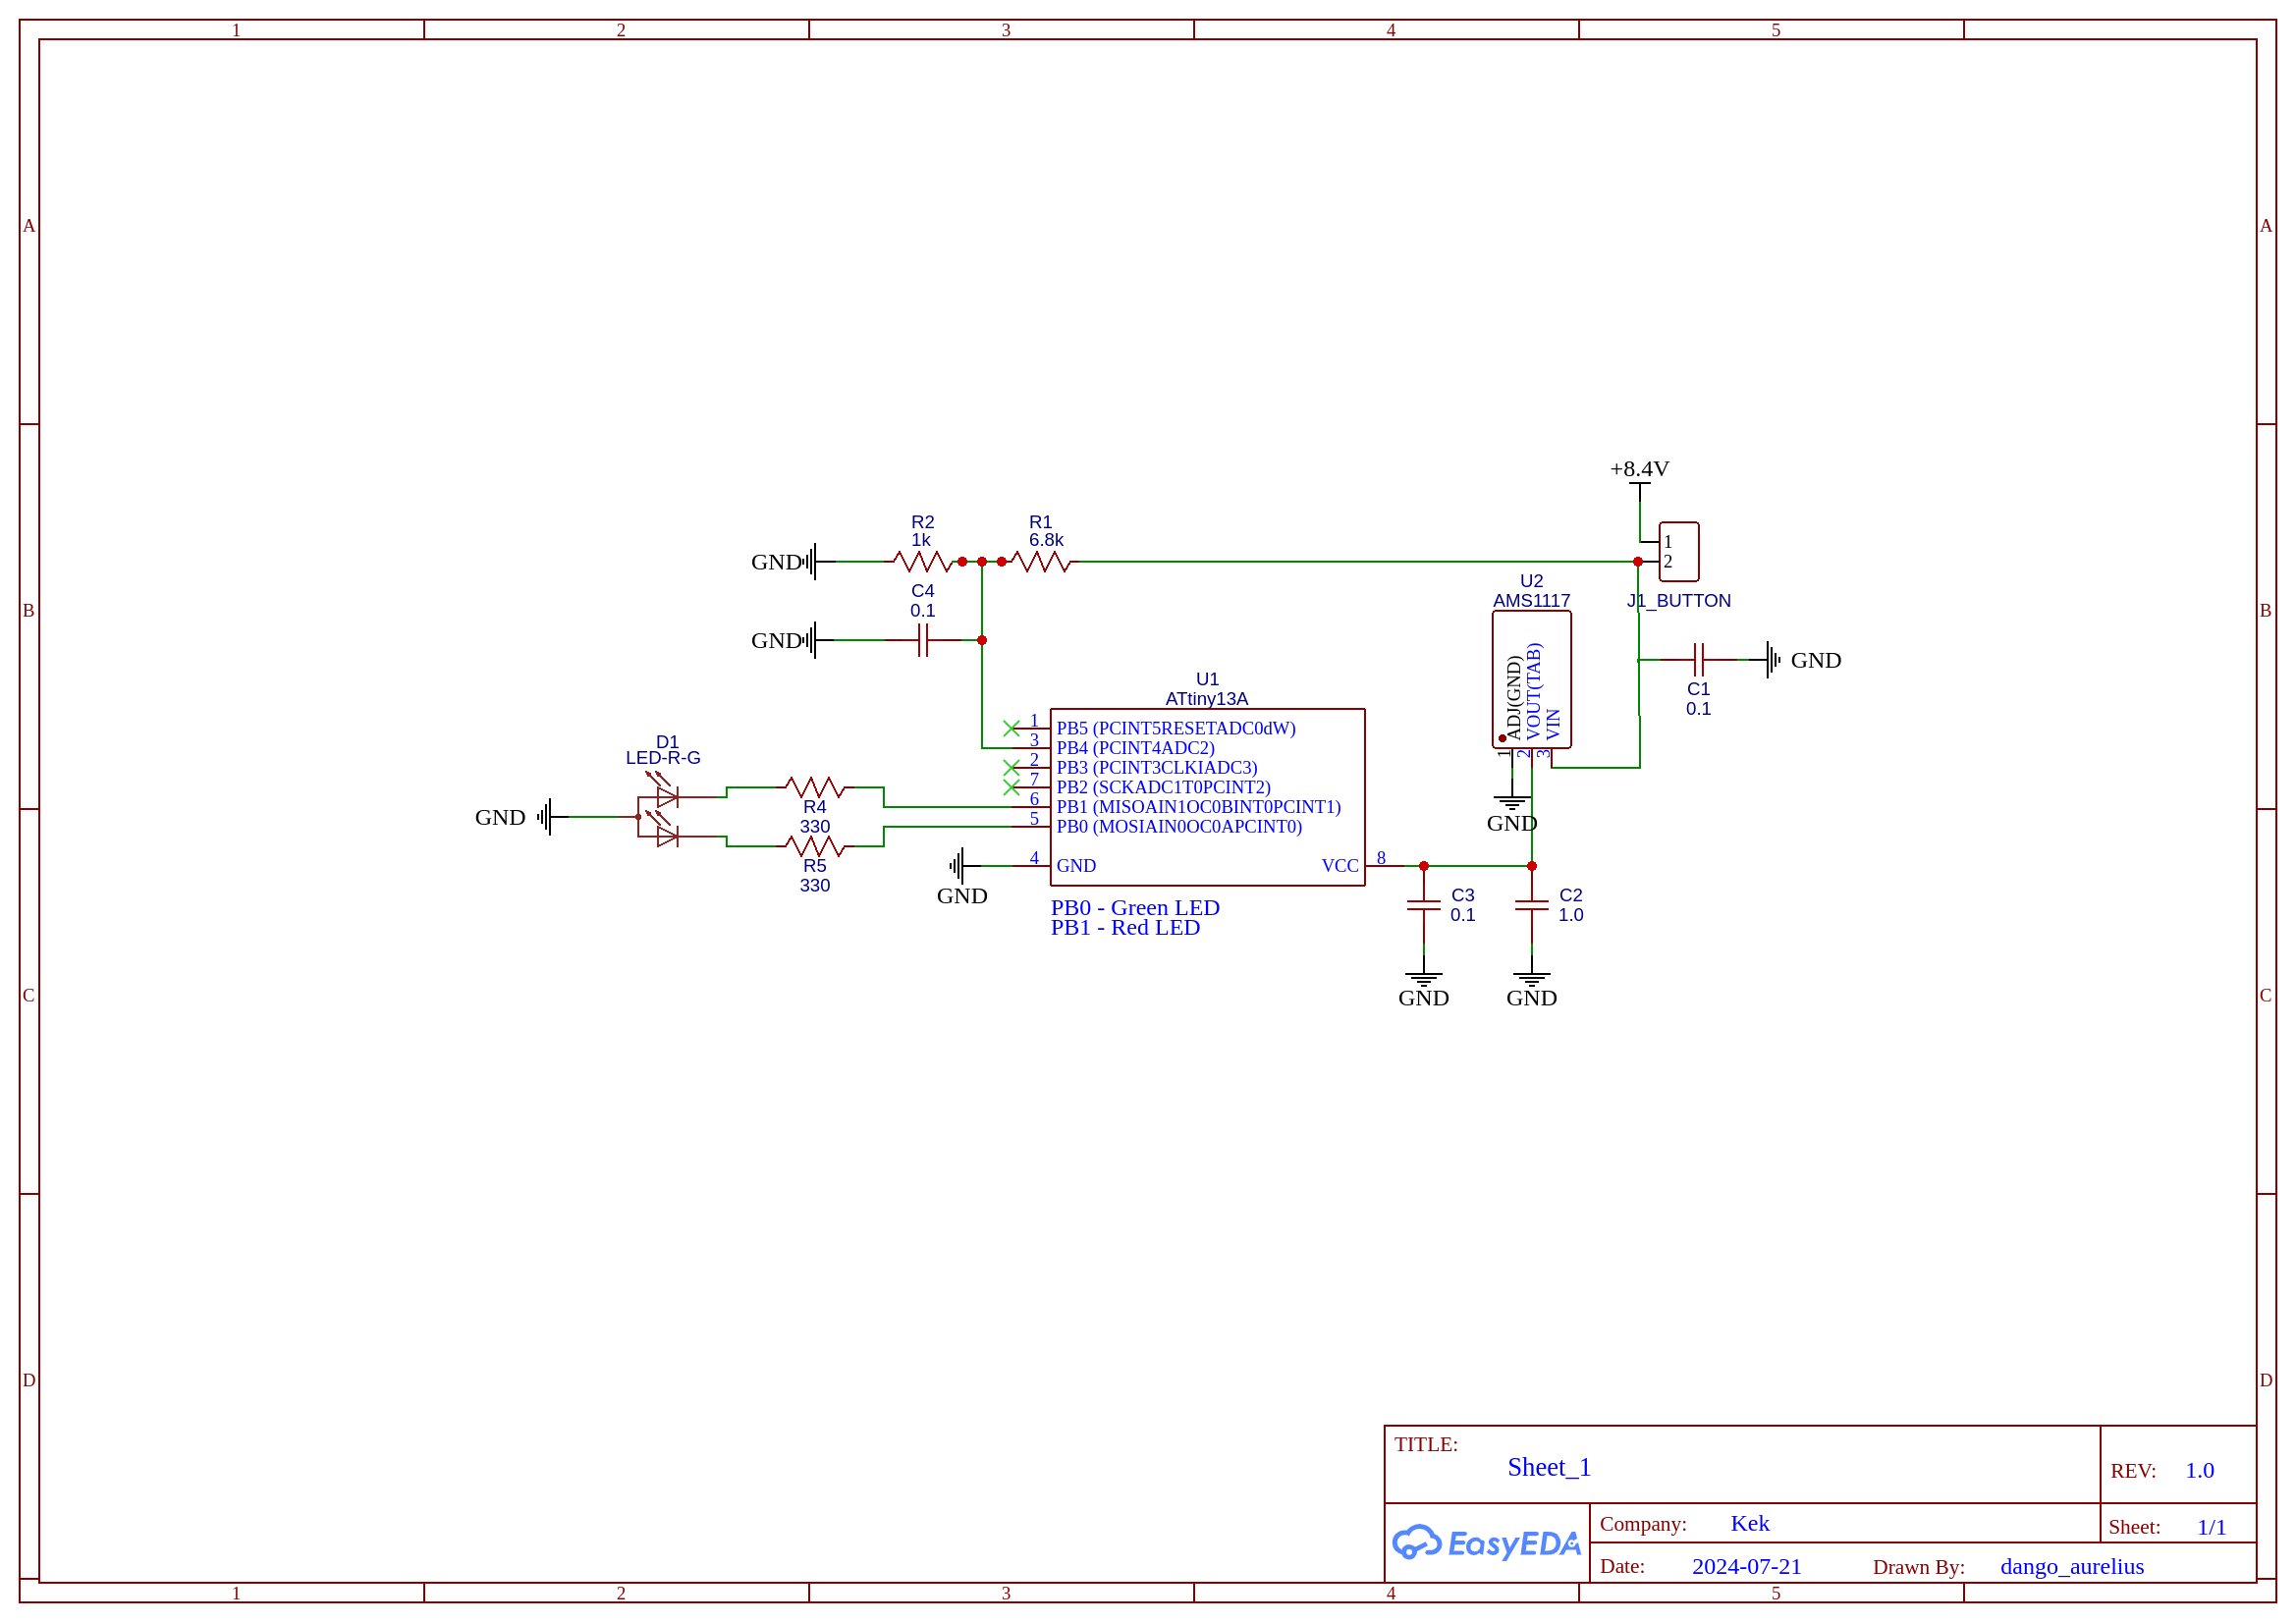 1 2 3 4 5
A A
B B
C C
D D
+8.4V
1
2
J1_BUTTON
R2
1k
R1
6.8k
GND
C4
0.1
GND
U2
AMS1117
ADJ(GND)
VOUT(TAB)
VIN
1 2 3
GND
C1
0.1
GND
U1
ATtiny13A
1 PB5 (PCINT5RESETADC0dW)
3 PB4 (PCINT4ADC2)
2 PB3 (PCINT3CLKIADC3)
7 PB2 (SCKADC1T0PCINT2)
6 PB1 (MISOAIN1OC0BINT0PCINT1)
5 PB0 (MOSIAIN0OC0APCINT0)
4 GND VCC 8
GND
D1
LED-R-G
GND
R4
330
R5
330
PB0 - Green LED
PB1 - Red LED
C3
0.1
GND
C2
1.0
GND
TITLE:
Sheet_1
REV: 1.0
EasyEDA
Company: Kek
Sheet: 1/1
Date: 2024-07-21 Drawn By: dango_aurelius
1 2 3 4 5